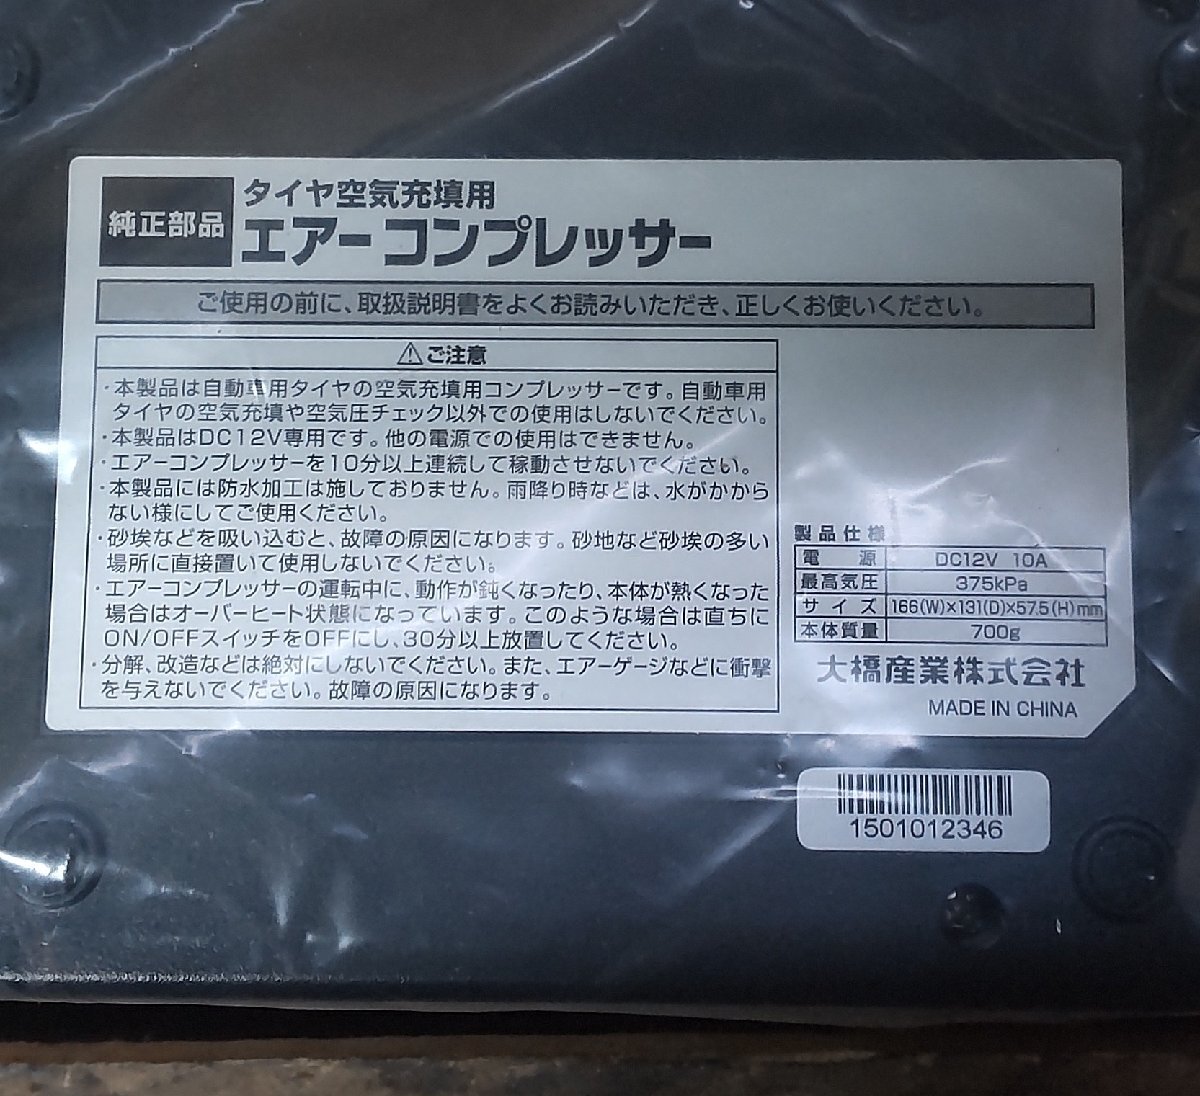 純正部品
タイヤ空気充填用
エアーコンプレッサー
ご使用の前に、取扱説明書をよくお読みいただき、正しくお使いください。
⚠ご注意
・本製品は自動車用タイヤの空気充填用コンプレッサーです。自動車用
タイヤの空気充填や空気圧チェック以外での使用はしないでください。
・本製品はDC12V専用です。他の電源での使用はできません。
・エアーコンプレッサーを10分以上連続して稼動させないでください。
・本製品には防水加工は施しておりません。雨降り時などは、水がかから
ない様にしてご使用ください。
・砂埃などを吸い込むと、故障の原因になります。砂地など砂埃の多い
場所に直接置いて使用しないでください。
・エアーコンプレッサーの運転中に、動作が鈍くなったり、本体が熱くなった
場合はオーバーヒート状態になっています。このような場合は直ちに
ON/OFFスイッチをOFFにし、30分以上放置してください。
・分解、改造などは絶対にしないでください。また、エアーゲージなどに衝撃
を与えないでください。故障の原因になります。
製品仕様
電源 DC12V 10A
最高気圧 375kPa
サイズ 166(W)×131(D)×57.5(H)mm
本体質量 700g
大橋産業株式会社
MADE IN CHINA
1501012346